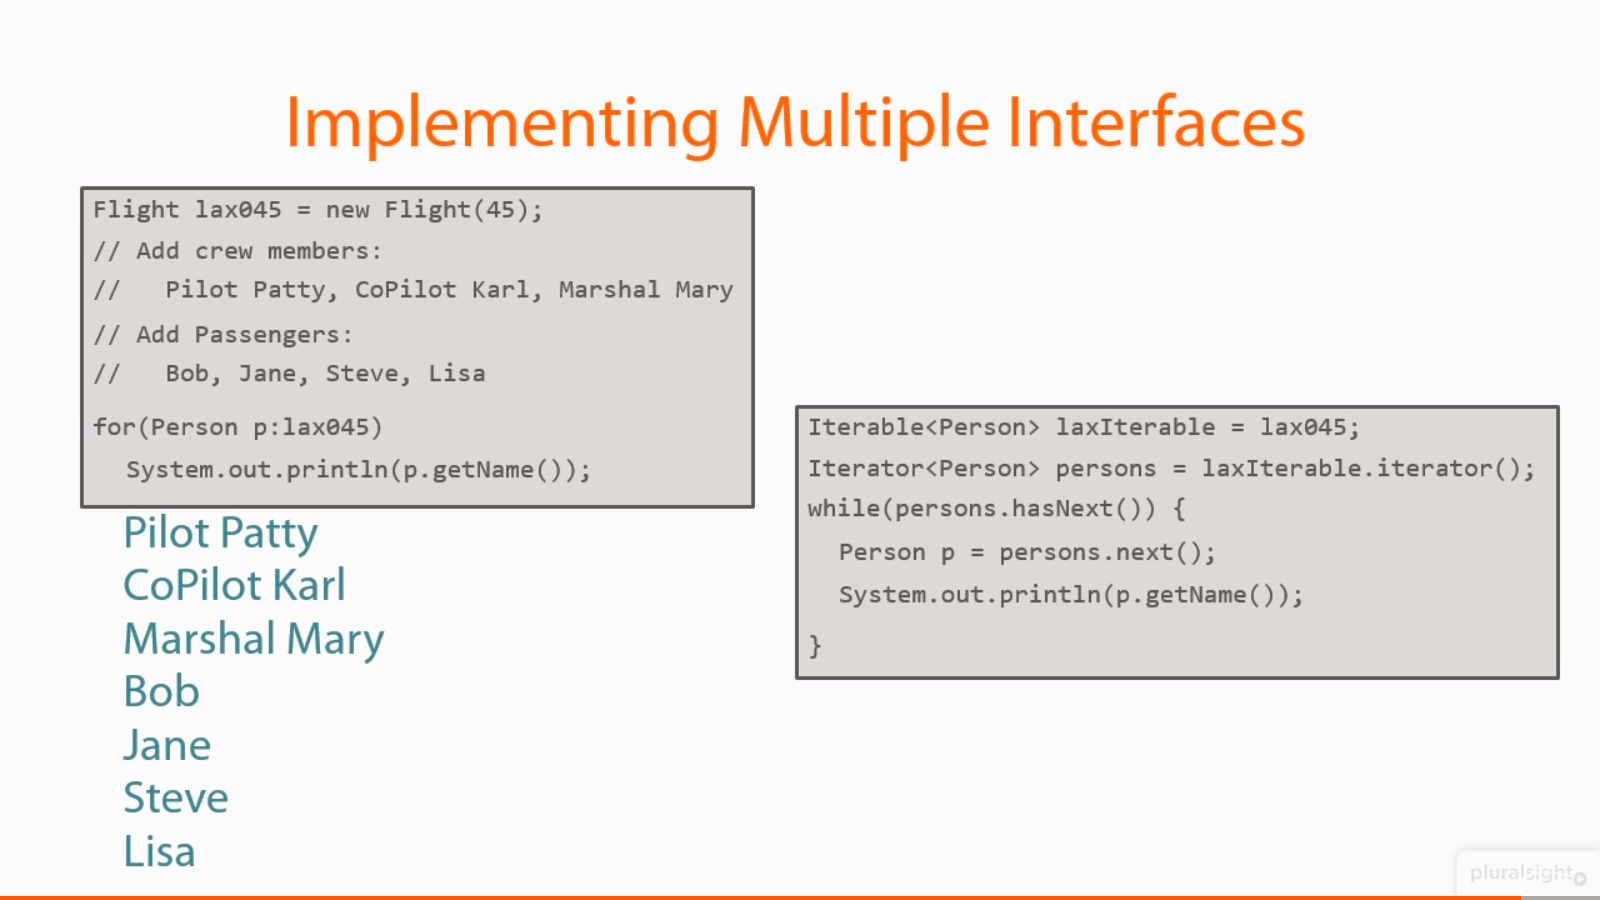 Implementing Multiple Interfaces
Flight lax045 = new Flight(45);
// Add crew members:
//   Pilot Patty, CoPilot Karl, Marshal Mary
// Add Passengers:
//   Bob, Jane, Steve, Lisa
for(Person p:lax045)
  System.out.println(p.getName());
Pilot Patty
CoPilot Karl
Marshal Mary
Bob
Jane
Steve
Lisa
Iterable<Person> laxIterable = lax045;
Iterator<Person> persons = laxIterable.iterator();
while(persons.hasNext()) {
  Person p = persons.next();
  System.out.println(p.getName());
}
pluralsight